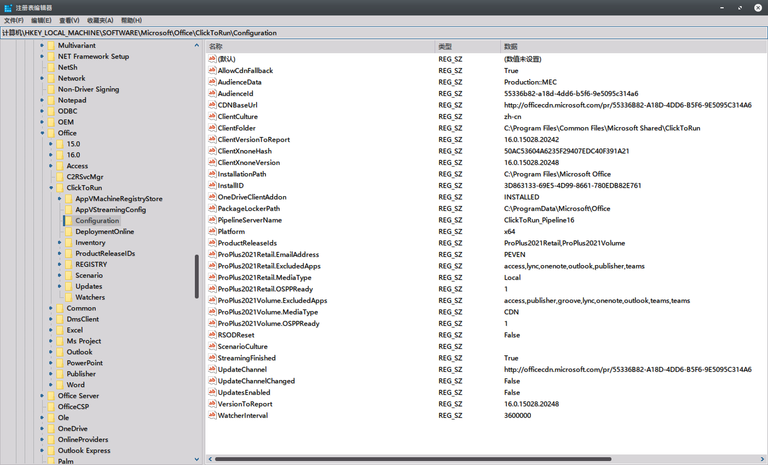 注册表编辑器
文件(F) 编辑(E) 查看(V) 收藏夹(A) 帮助(H)
计算机\HKEY_LOCAL_MACHINE\SOFTWARE\Microsoft\Office\ClickToRun\Configuration
Multivariant
NET Framework Setup
NetSh
Network
Non-Driver Signing
Notepad
ODBC
OEM
Office
15.0
16.0
Access
C2RSvcMgr
ClickToRun
AppVMachineRegistryStore
AppVStreamingConfig
Configuration
DeploymentOnline
Inventory
ProductReleaseIDs
REGISTRY
Scenario
Updates
Watchers
Common
DmsClient
Excel
Ms Project
Outlook
PowerPoint
Publisher
Word
Office Server
OfficeCSP
Ole
OneDrive
OnlineProviders
Outlook Express
Palm
名称 类型 数据
(默认) REG_SZ (数值未设置)
AllowCdnFallback REG_SZ True
AudienceData REG_SZ Production::MEC
AudienceId REG_SZ 55336b82-a18d-4dd6-b5f6-9e5095c314a6
CDNBaseUrl REG_SZ http://officecdn.microsoft.com/pr/55336B82-A18D-4DD6-B5F6-9E5095C314A6
ClientCulture REG_SZ zh-cn
ClientFolder REG_SZ C:\Program Files\Common Files\Microsoft Shared\ClickToRun
ClientVersionToReport REG_SZ 16.0.15028.20242
ClientXnoneHash REG_SZ 50AC53604A6235F29407EDC40F391A21
ClientXnoneVersion REG_SZ 16.0.15028.20248
InstallationPath REG_SZ C:\Program Files\Microsoft Office
InstallID REG_SZ 3D863133-69E5-4D99-8661-780EDB82E761
OneDriveClientAddon REG_SZ INSTALLED
PackageLockerPath REG_SZ C:\ProgramData\Microsoft\Office
PipelineServerName REG_SZ ClickToRun_Pipeline16
Platform REG_SZ x64
ProductReleaseIds REG_SZ ProPlus2021Retail,ProPlus2021Volume
ProPlus2021Retail.EmailAddress REG_SZ PEVEN
ProPlus2021Retail.ExcludedApps REG_SZ access,lync,onenote,outlook,publisher,teams
ProPlus2021Retail.MediaType REG_SZ Local
ProPlus2021Retail.OSPPReady REG_SZ 1
ProPlus2021Volume.ExcludedApps REG_SZ access,publisher,groove,lync,onenote,outlook,teams,teams
ProPlus2021Volume.MediaType REG_SZ CDN
ProPlus2021Volume.OSPPReady REG_SZ 1
RSODReset REG_SZ False
ScenarioCulture REG_SZ
StreamingFinished REG_SZ True
UpdateChannel REG_SZ http://officecdn.microsoft.com/pr/55336B82-A18D-4DD6-B5F6-9E5095C314A6
UpdateChannelChanged REG_SZ False
UpdatesEnabled REG_SZ False
VersionToReport REG_SZ 16.0.15028.20248
WatcherInterval REG_SZ 3600000